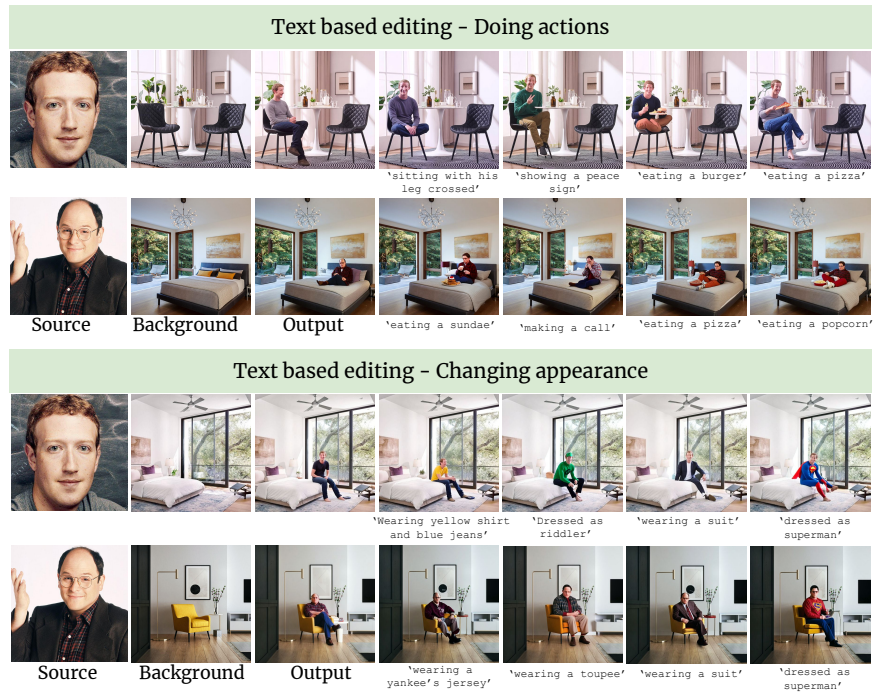 Text based editing - Doing actions
‘sitting with his
leg crossed’
‘showing a peace
sign’
‘eating a burger’
‘eating a pizza’
Source
Background
Output
‘eating a sundae’
‘making a call’
‘eating a pizza’
‘eating a popcorn’
Text based editing - Changing appearance
‘Wearing yellow shirt
and blue jeans’
‘Dressed as
riddler’
‘wearing a suit’
‘dressed as
superman’
Source
Background
Output
‘wearing a
yankee’s jersey’
‘wearing a toupee’
‘wearing a suit’
‘dressed as
superman’